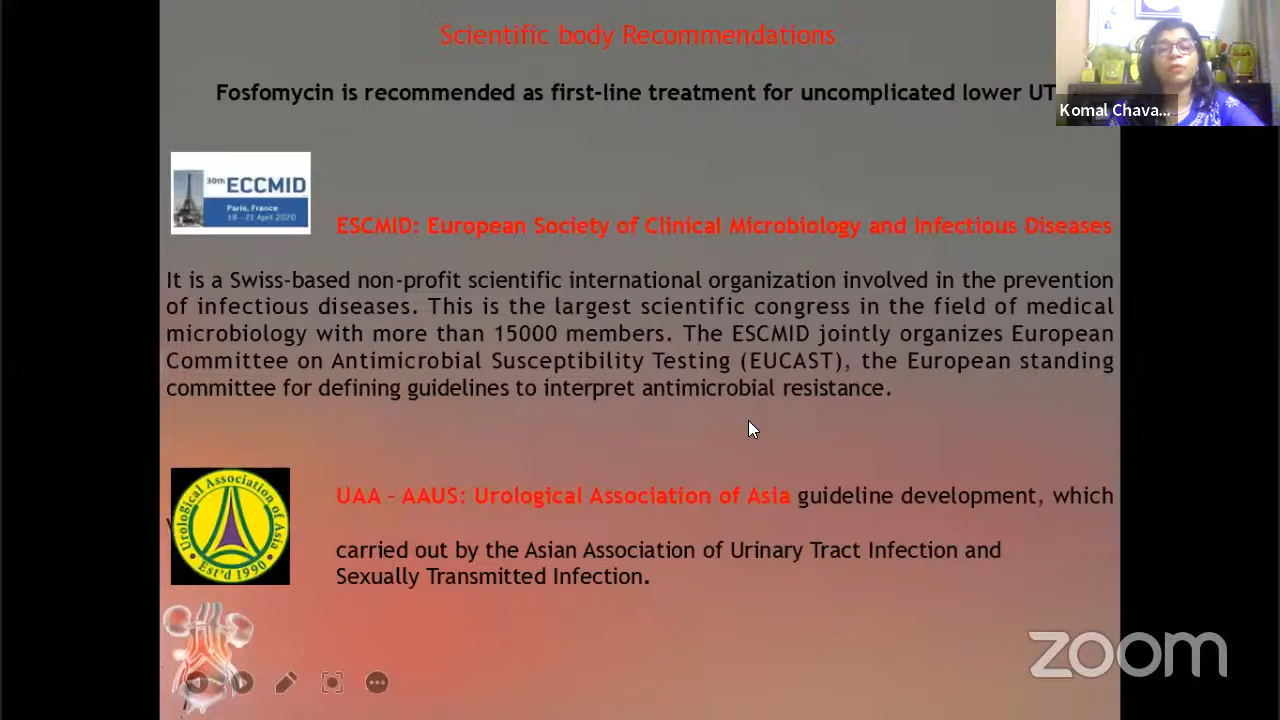 Scientific body Recommendations
Fosfomycin is recommended as first-line treatment for uncomplicated lower UT
Komal Chava...
30th ECCMID
Paris, France
18–21 April 2020
ESCMID: European Society of Clinical Microbiology and Infectious Diseases
It is a Swiss-based non-profit scientific international organization involved in the prevention
of infectious diseases. This is the largest scientific congress in the field of medical
microbiology with more than 15000 members. The ESCMID jointly organizes European
Committee on Antimicrobial Susceptibility Testing (EUCAST), the European standing
committee for defining guidelines to interpret antimicrobial resistance.
Urological Association of Asia
Est'd 1990
UAA – AAUS: Urological Association of Asia guideline development, which
carried out by the Asian Association of Urinary Tract Infection and
Sexually Transmitted Infection.
zoom